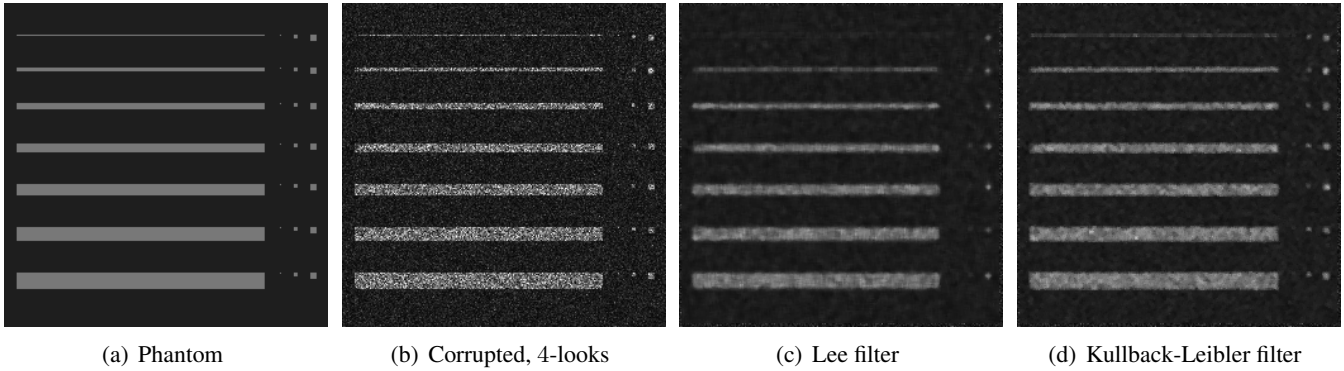 (a) Phantom
(b) Corrupted, 4-looks
(c) Lee filter
(d) Kullback-Leibler filter